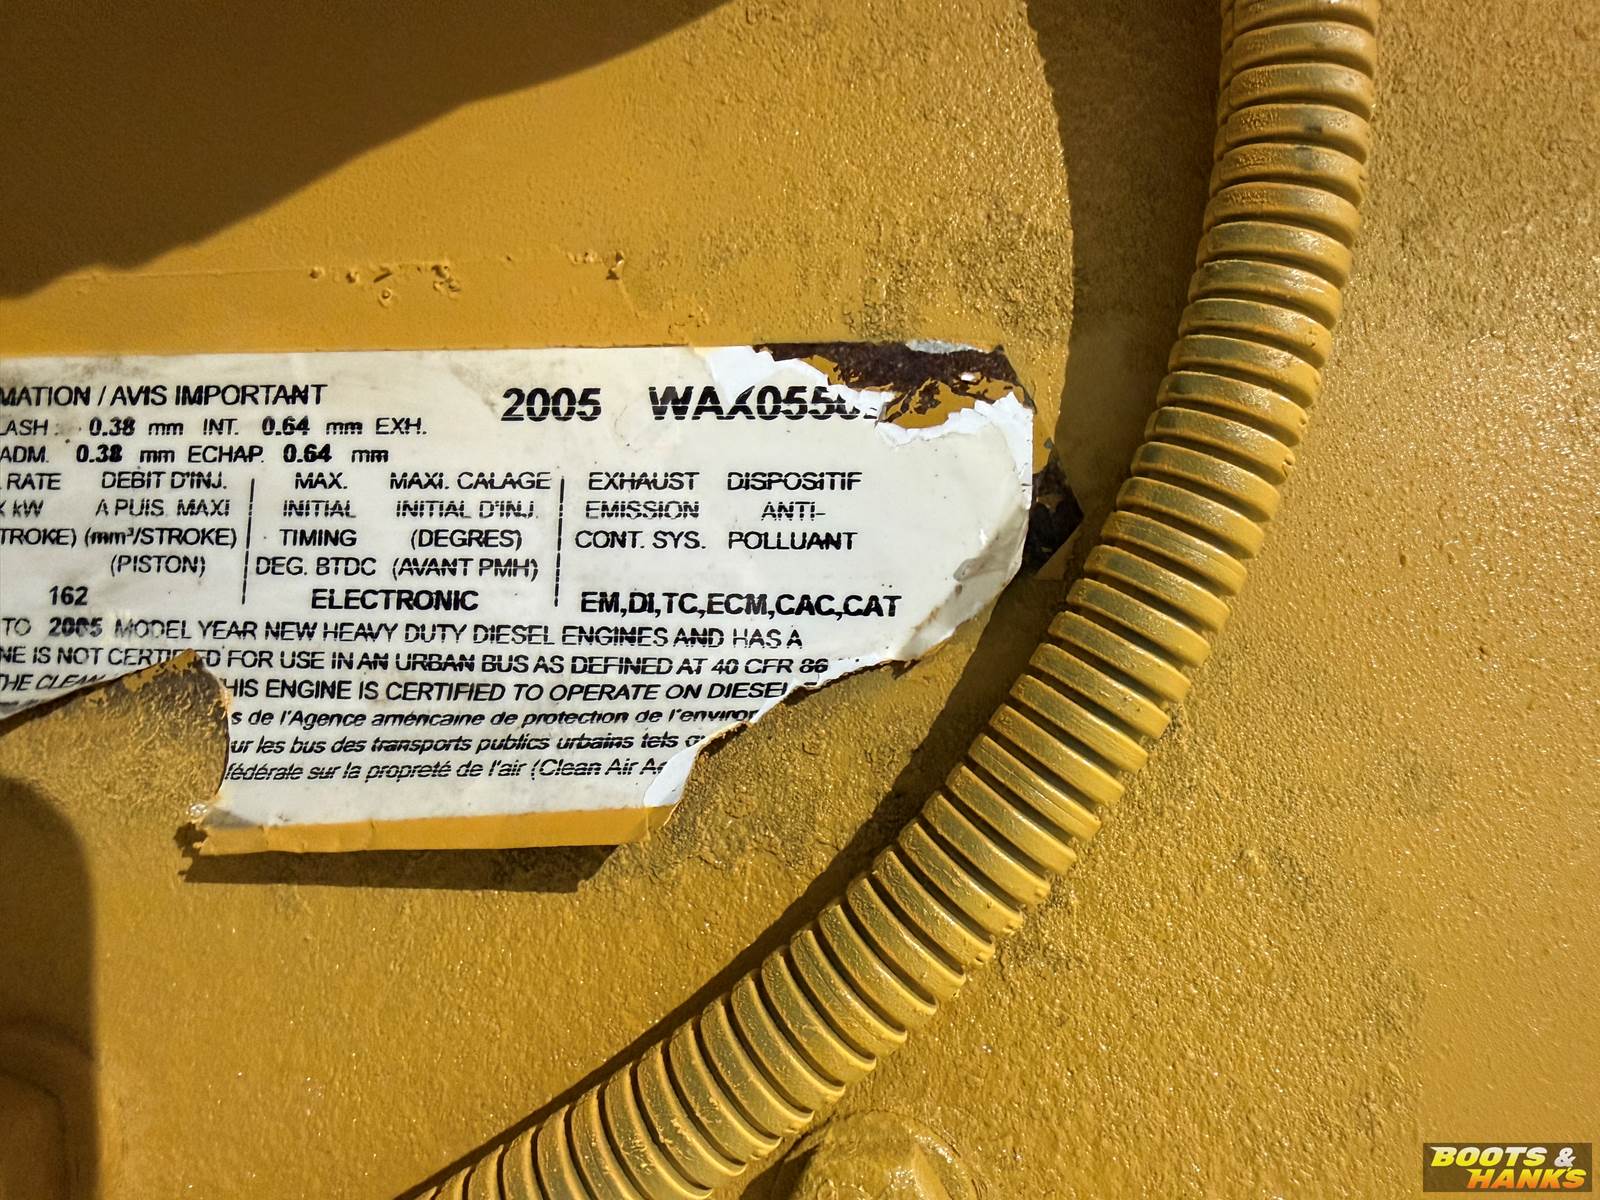 MATION / AVIS IMPORTANT
2005 WAX055
LASH : 0.38 mm INT. 0.64 mm EXH.
ADM. 0.38 mm ECHAP. 0.64 mm
RATE DEBIT D'INJ. MAX. MAXI. CALAGE EXHAUST DISPOSITIF
kW A PUIS. MAXI INITIAL INITIAL D'INJ. EMISSION ANTI-
TROKE) (mm³/STROKE) TIMING (DEGRES) CONT. SYS. POLLUANT
(PISTON) DEG. BTDC (AVANT PMH)
162 ELECTRONIC EM,DI,TC,ECM,CAC,CAT
TO 2005 MODEL YEAR NEW HEAVY DUTY DIESEL ENGINES AND HAS A
NE IS NOT CERTIFIED FOR USE IN AN URBAN BUS AS DEFINED AT 40 CFR 86
THE CLEAN HIS ENGINE IS CERTIFIED TO OPERATE ON DIESEL
s de l'Agence américaine de protection de l'environ
ur les bus des transports publics urbains tels
fédérale sur la propreté de l'air (Clean Air A
BOOTS &
HANKS